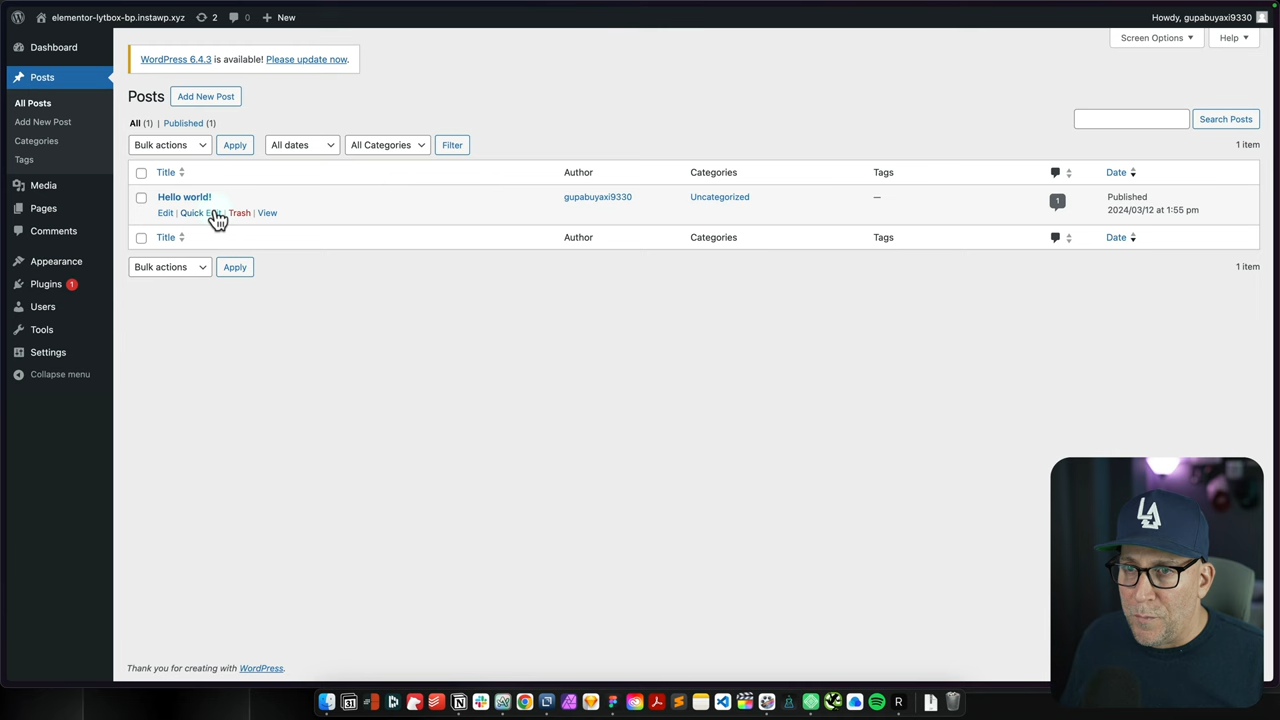 elementor-lytbox-bp.instawp.xyz 2 0 New Howdy, gupabuyaxi9330
Dashboard
Posts
All Posts
Add New Post
Categories
Tags
Media
Pages
Comments
Appearance
Plugins 1
Users
Tools
Settings
Collapse menu
Screen Options Help
WordPress 6.4.3 is available! Please update now.
Posts Add New Post
All (1) | Published (1)
Search Posts
Bulk actions Apply All dates All Categories Filter 1 item
Title Author Categories Tags Date
Hello world! gupabuyaxi9330 Uncategorized — 1 Published
Edit | Quick Edit | Trash | View 2024/03/12 at 1:55 pm
Title Author Categories Tags Date
Bulk actions Apply 1 item
Thank you for creating with WordPress.